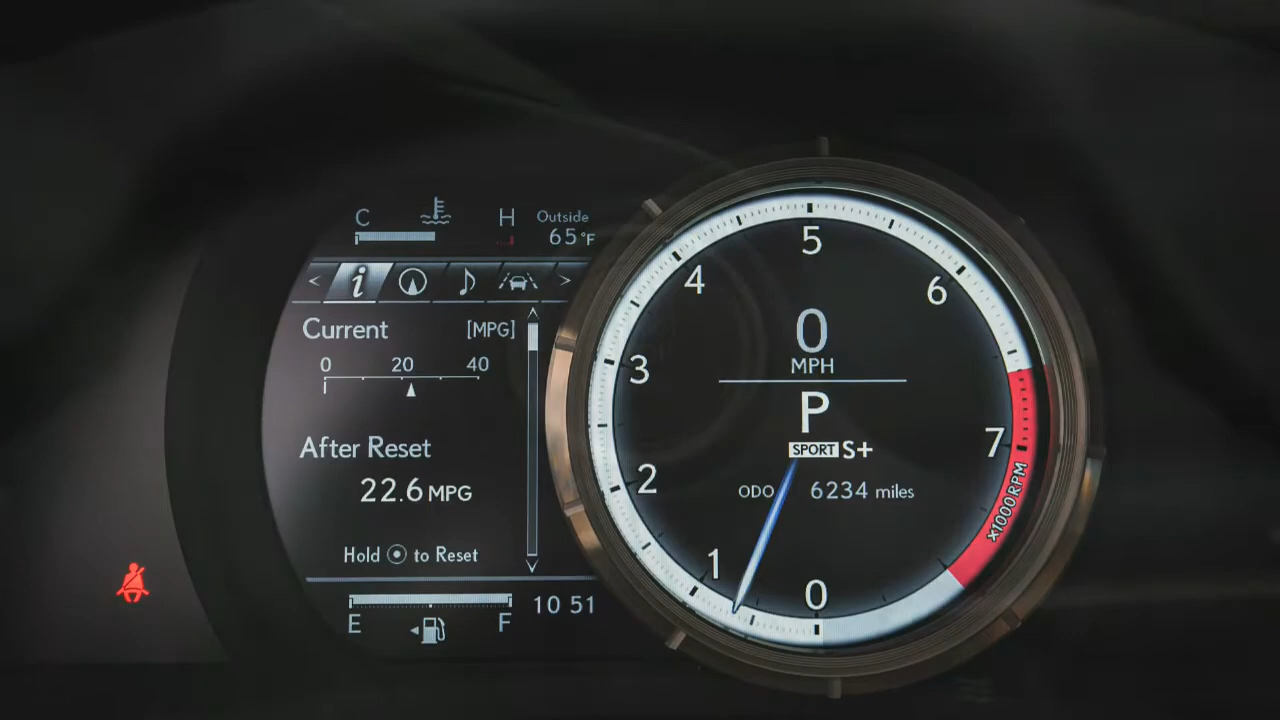 C H Outside
65°F
< i >
Current [MPG]
0 20 40
After Reset
22.6 MPG
Hold to Reset
E F 10 51
0
1
2
3
4
5
6
7
x1000RPM
0
MPH
P
SPORT S+
ODO 6234 miles